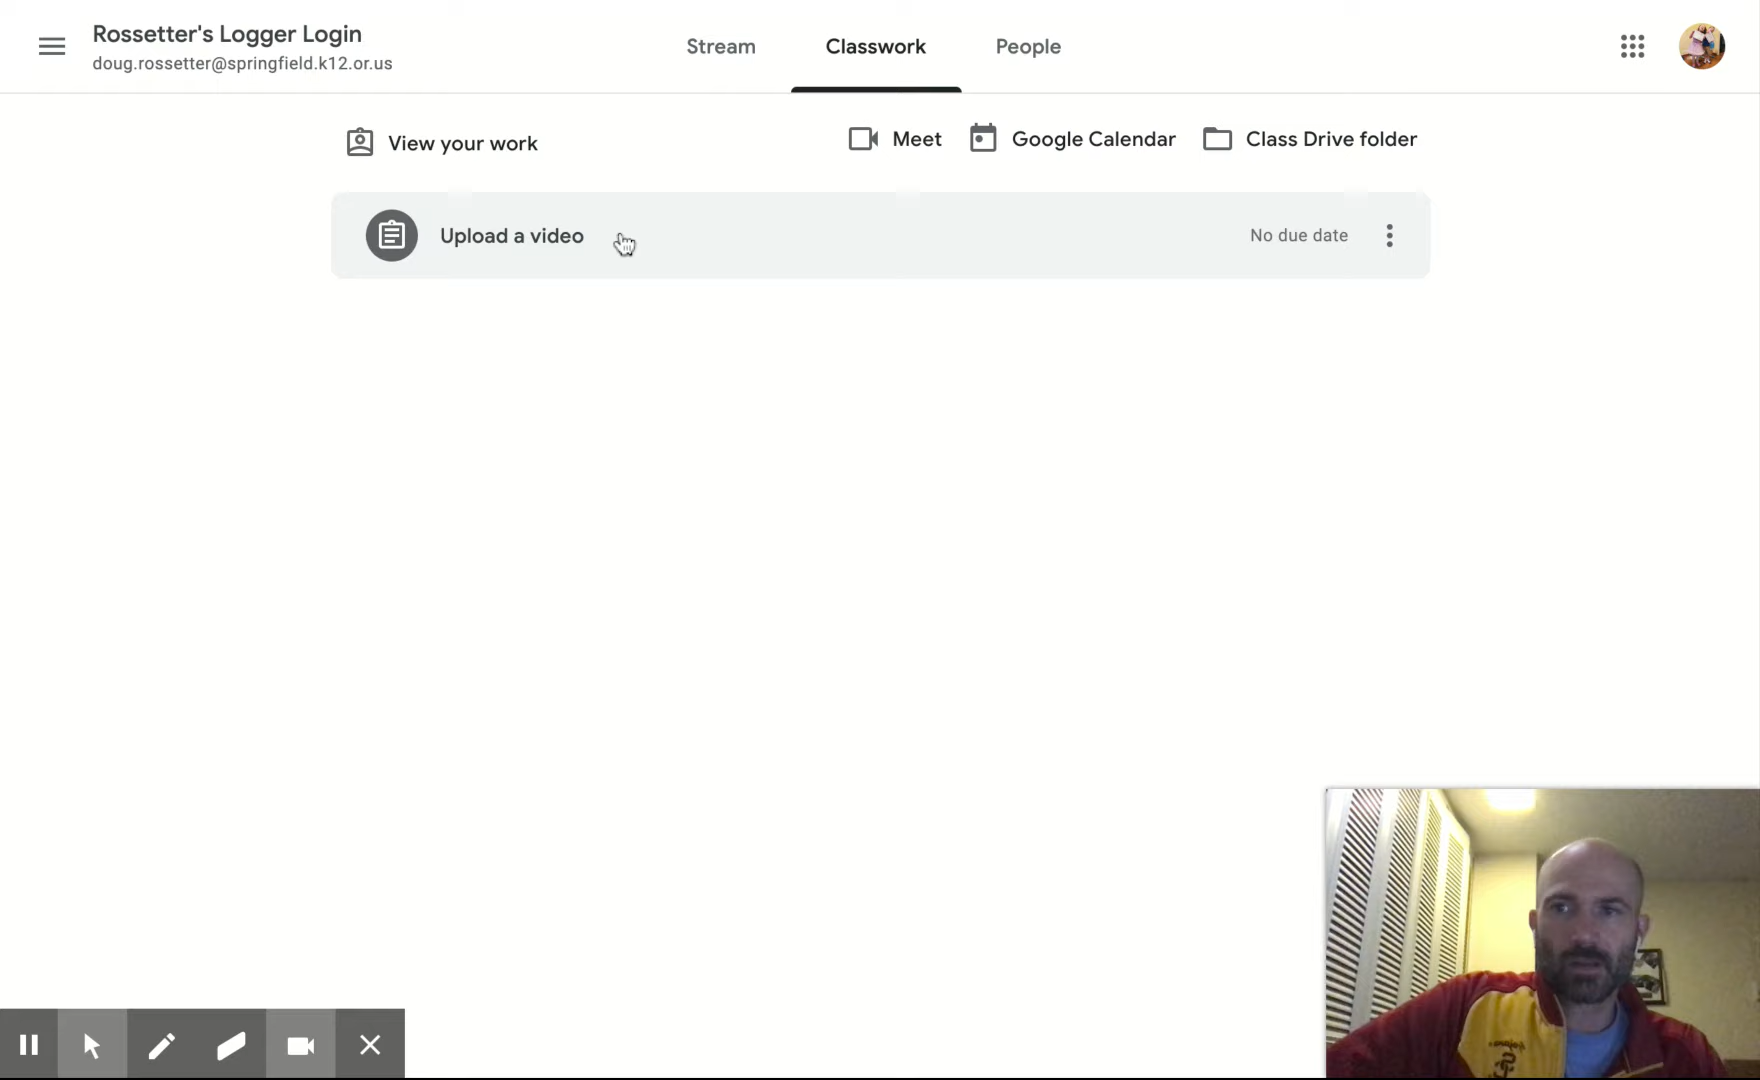 Rossetter's Logger Login
doug.rossetter@springfield.k12.or.us
Stream
Classwork
People
View your work
Meet
Google Calendar
Class Drive folder
Upload a video
No due date